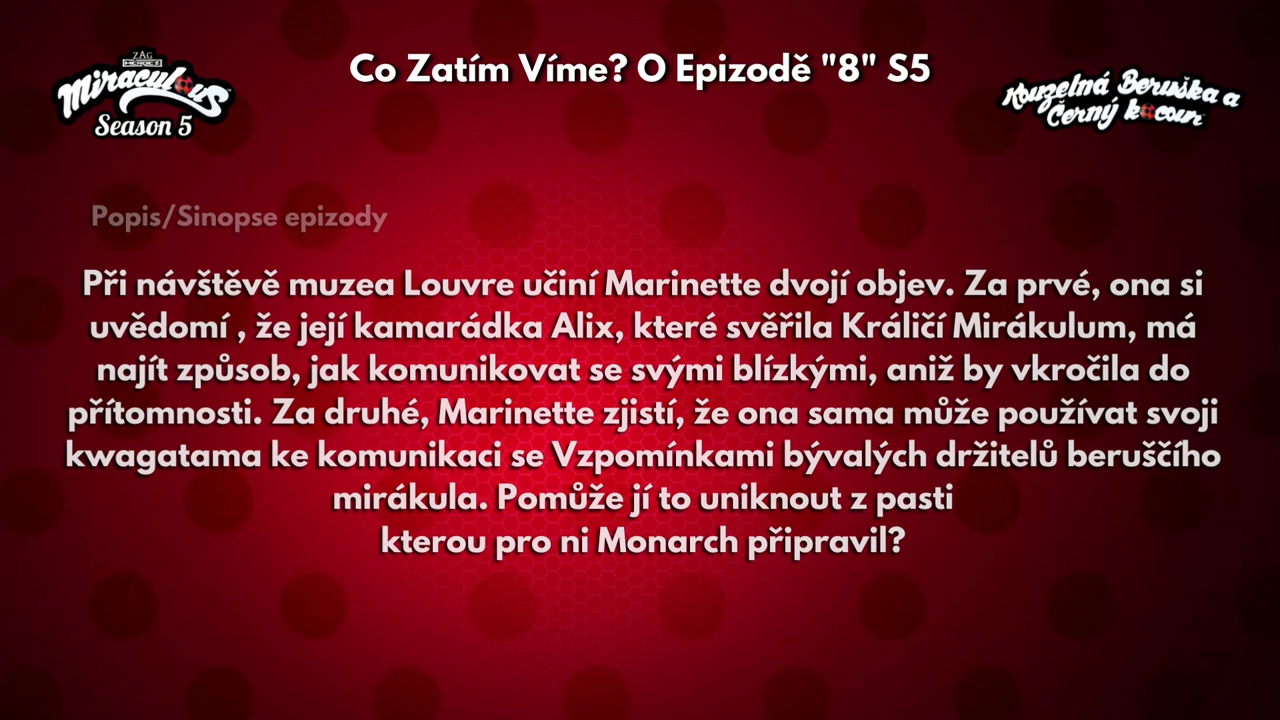 Co Zatím Víme? O Epizodě "8" S5
ZAG
HEROEZ
Miraculous
Season 5
Kouzelná Beruška a
Černý kocour
Popis/Sinopse epizody
Při návštěvě muzea Louvre učiní Marinette dvojí objev. Za prvé, ona si
uvědomí , že její kamarádka Alix, které svěřila Králičí Mirákulum, má
najít způsob, jak komunikovat se svými blízkými, aniž by vkročila do
přítomnosti. Za druhé, Marinette zjistí, že ona sama může používat svoji
kwagatama ke komunikaci se Vzpomínkami bývalých držitelů beruščího
mirákula. Pomůže jí to uniknout z pasti
kterou pro ni Monarch připravil?